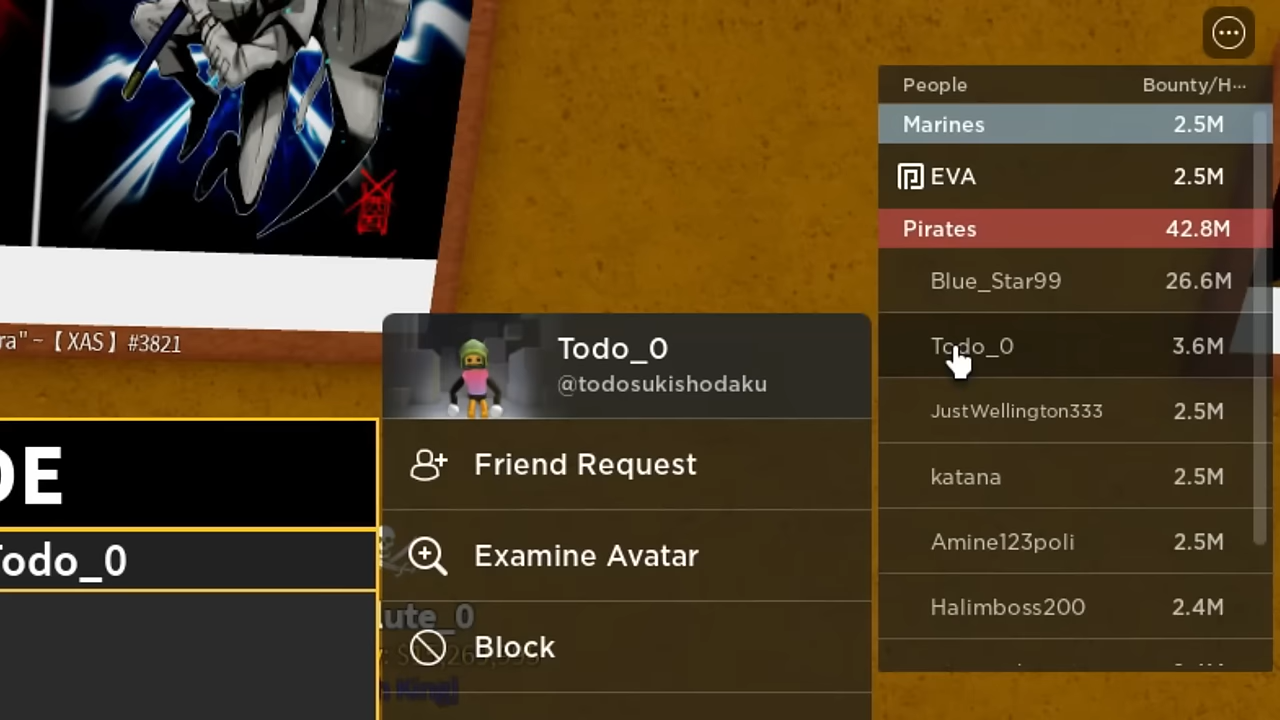 People Bounty/H···
Marines 2.5M
EVA 2.5M
Pirates 42.8M
Blue_Star99 26.6M
Todo_0 3.6M
JustWellington333 2.5M
katana 2.5M
Amine123poli 2.5M
Halimboss200 2.4M
ra" ~【 XAS 】 #3821
Todo_0
@todosukishodaku
Friend Request
Examine Avatar
Block
DE
Todo_0
ute_0